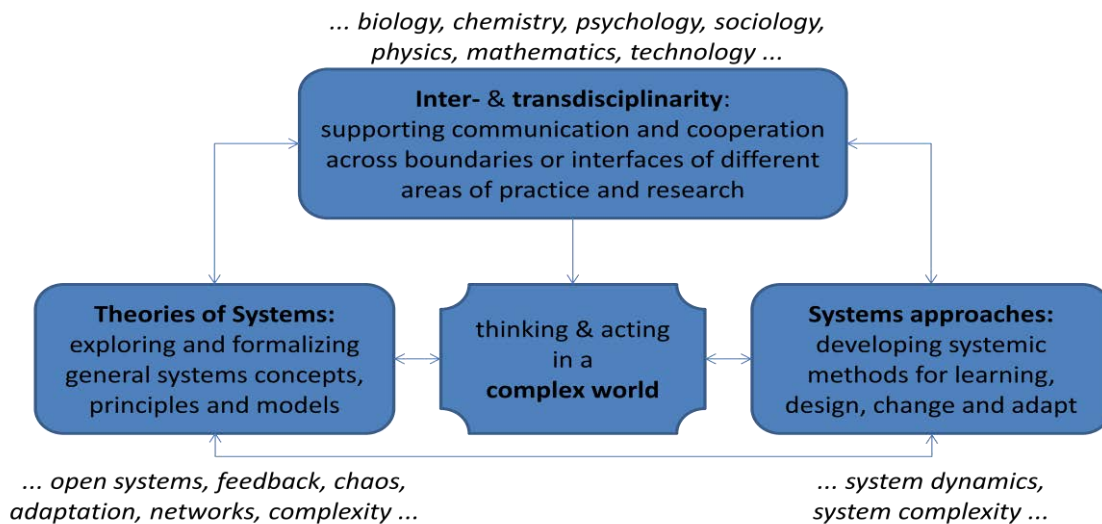 ... biology, chemistry, psychology, sociology,
physics, mathematics, technology ...
Inter- & transdisciplinarity:
supporting communication and cooperation
across boundaries or interfaces of different
areas of practice and research
Theories of Systems:
exploring and formalizing
general systems concepts,
principles and models
thinking & acting
in a
complex world
Systems approaches:
developing systemic
methods for learning,
design, change and adapt
... open systems, feedback, chaos,
adaptation, networks, complexity ...
... system dynamics,
system complexity ...